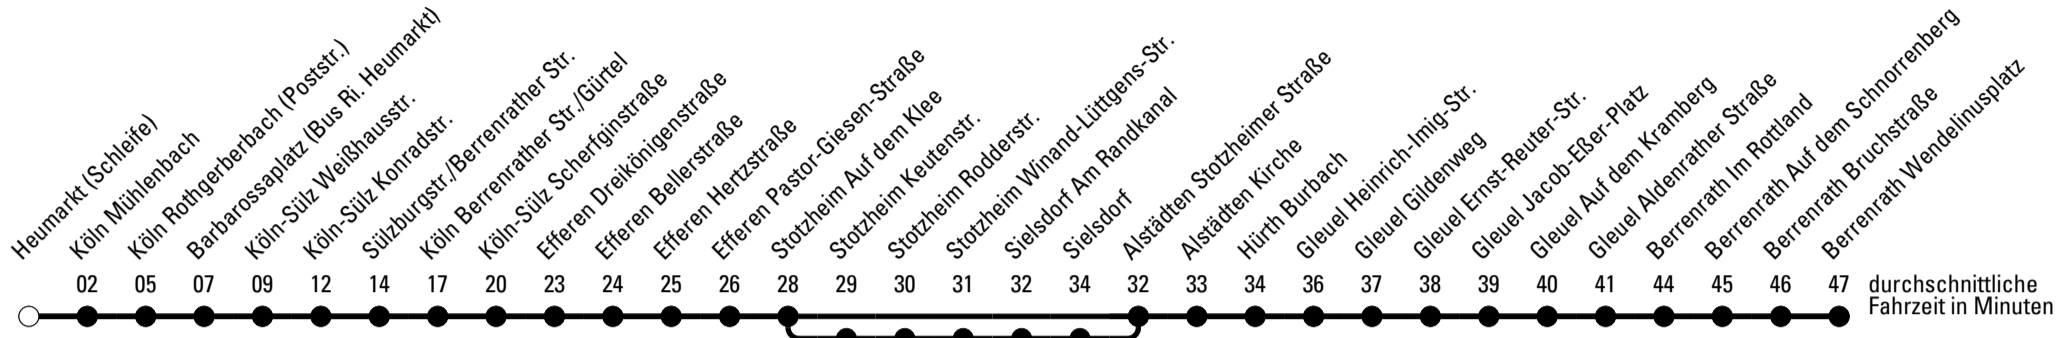 Heumarkt (Schleife)
Köln Mühlenbach
Köln Rothgerberbach (Poststr.)
Barbarossaplatz (Bus Ri. Heumarkt)
Köln-Sülz Weißhausstr.
Köln-Sülz Konradstr.
Sülzburgstr./Berrenrather Str.
Köln Berrenrather Str./Gürtel
Köln-Sülz Scherfginstraße
Efferen Dreikönigenstraße
Efferen Bellerstraße
Efferen Hertzstraße
Efferen Pastor-Giesen-Straße
Stotzheim Auf dem Klee
Stotzheim Keutenstr.
Stotzheim Rodderstr.
Stotzheim Winand-Lüttgens-Str.
Sielsdorf Am Randkanal
Sielsdorf
Alstädten Stotzheimer Straße
Alstädten Kirche
Hürth Burbach
Gleuel Heinrich-Imig-Str.
Gleuel Gildenweg
Gleuel Ernst-Reuter-Str.
Gleuel Jacob-Eßer-Platz
Gleuel Auf dem Kramberg
Gleuel Aldenrather Straße
Berrenrath Im Rottland
Berrenrath Auf dem Schnorrenberg
Berrenrath Bruchstraße
Berrenrath Wendelinusplatz
02 05 07 09 12 14 17 20 23 24 25 26 28 29 30 31 32 34 32 33 34 36 37 38 39 40 41 44 45 46 47
durchschnittliche
Fahrzeit in Minuten